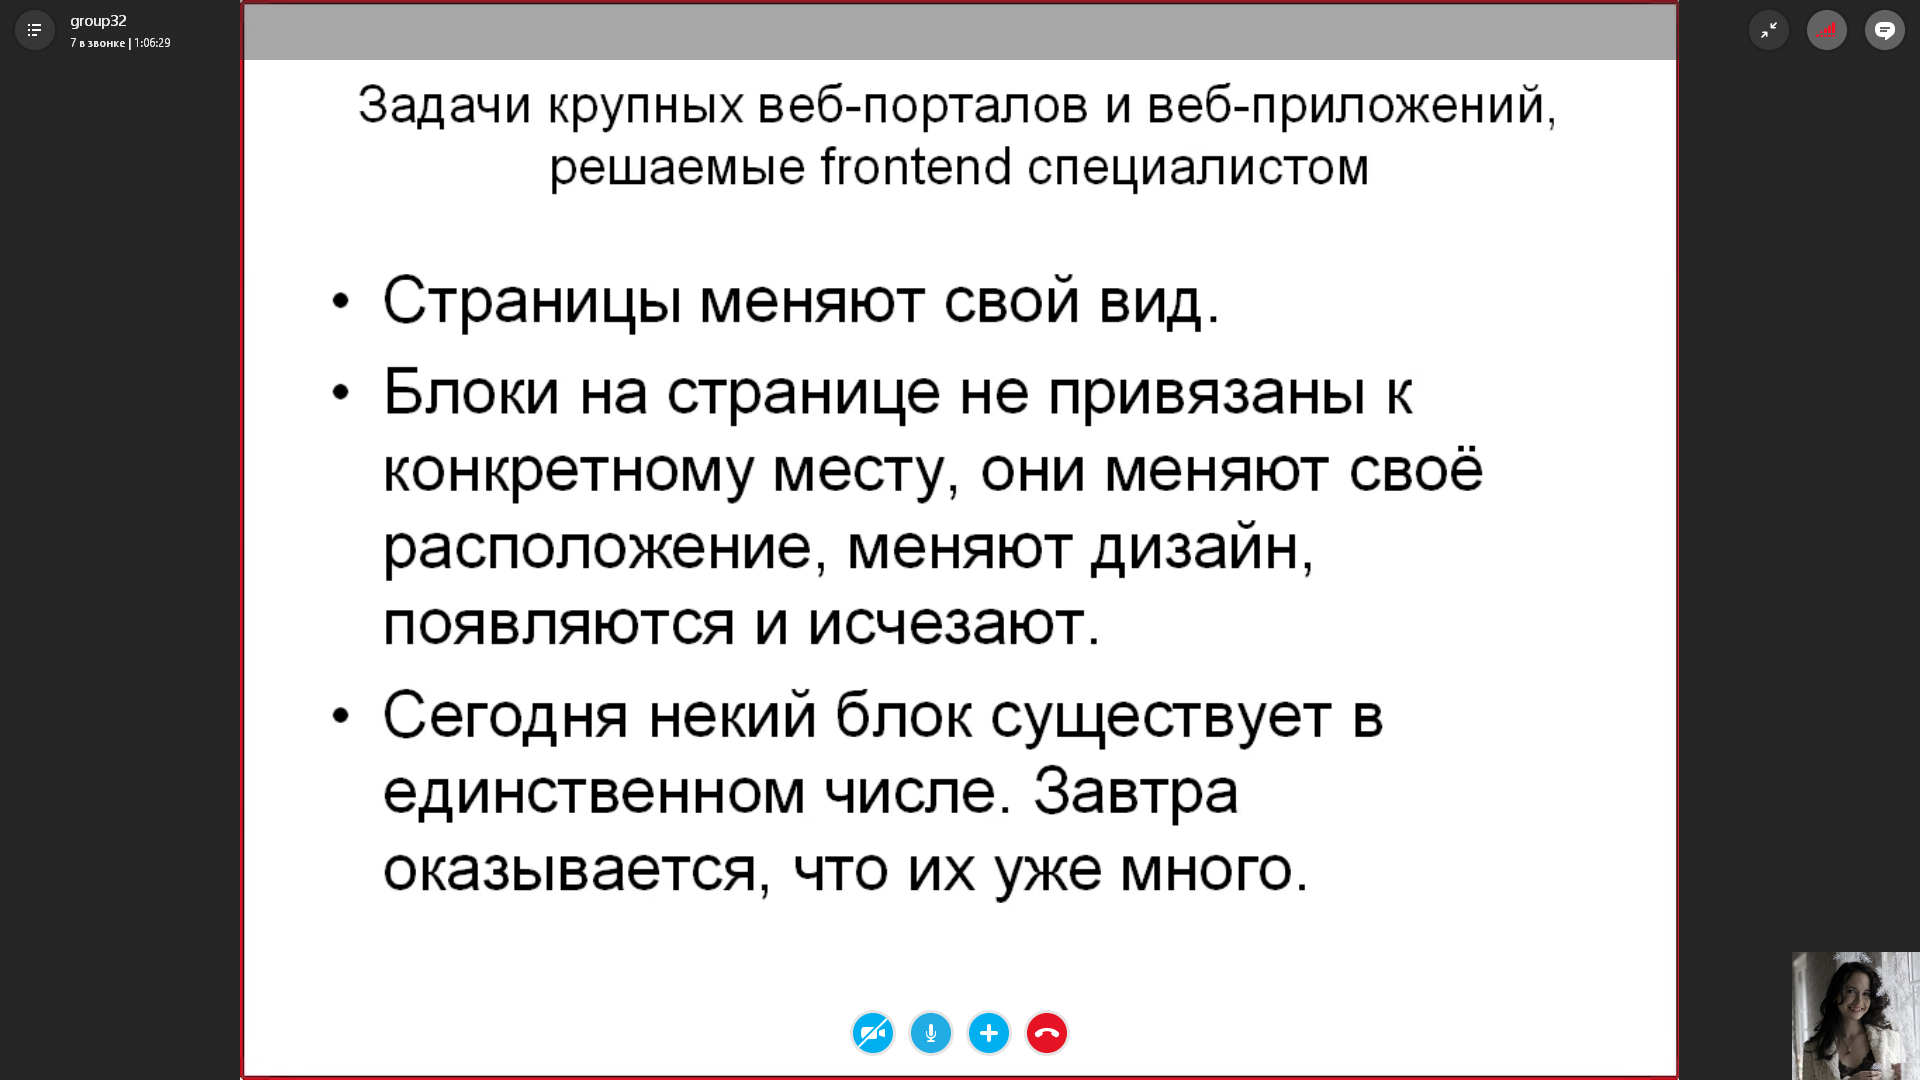 group32
7 в звонке | 1:06:29
Задачи крупных веб-порталов и веб-приложений,
решаемые frontend специалистом
• Страницы меняют свой вид.
• Блоки на странице не привязаны к
конкретному месту, они меняют своё
расположение, меняют дизайн,
появляются и исчезают.
• Сегодня некий блок существует в
единственном числе. Завтра
оказывается, что их уже много.